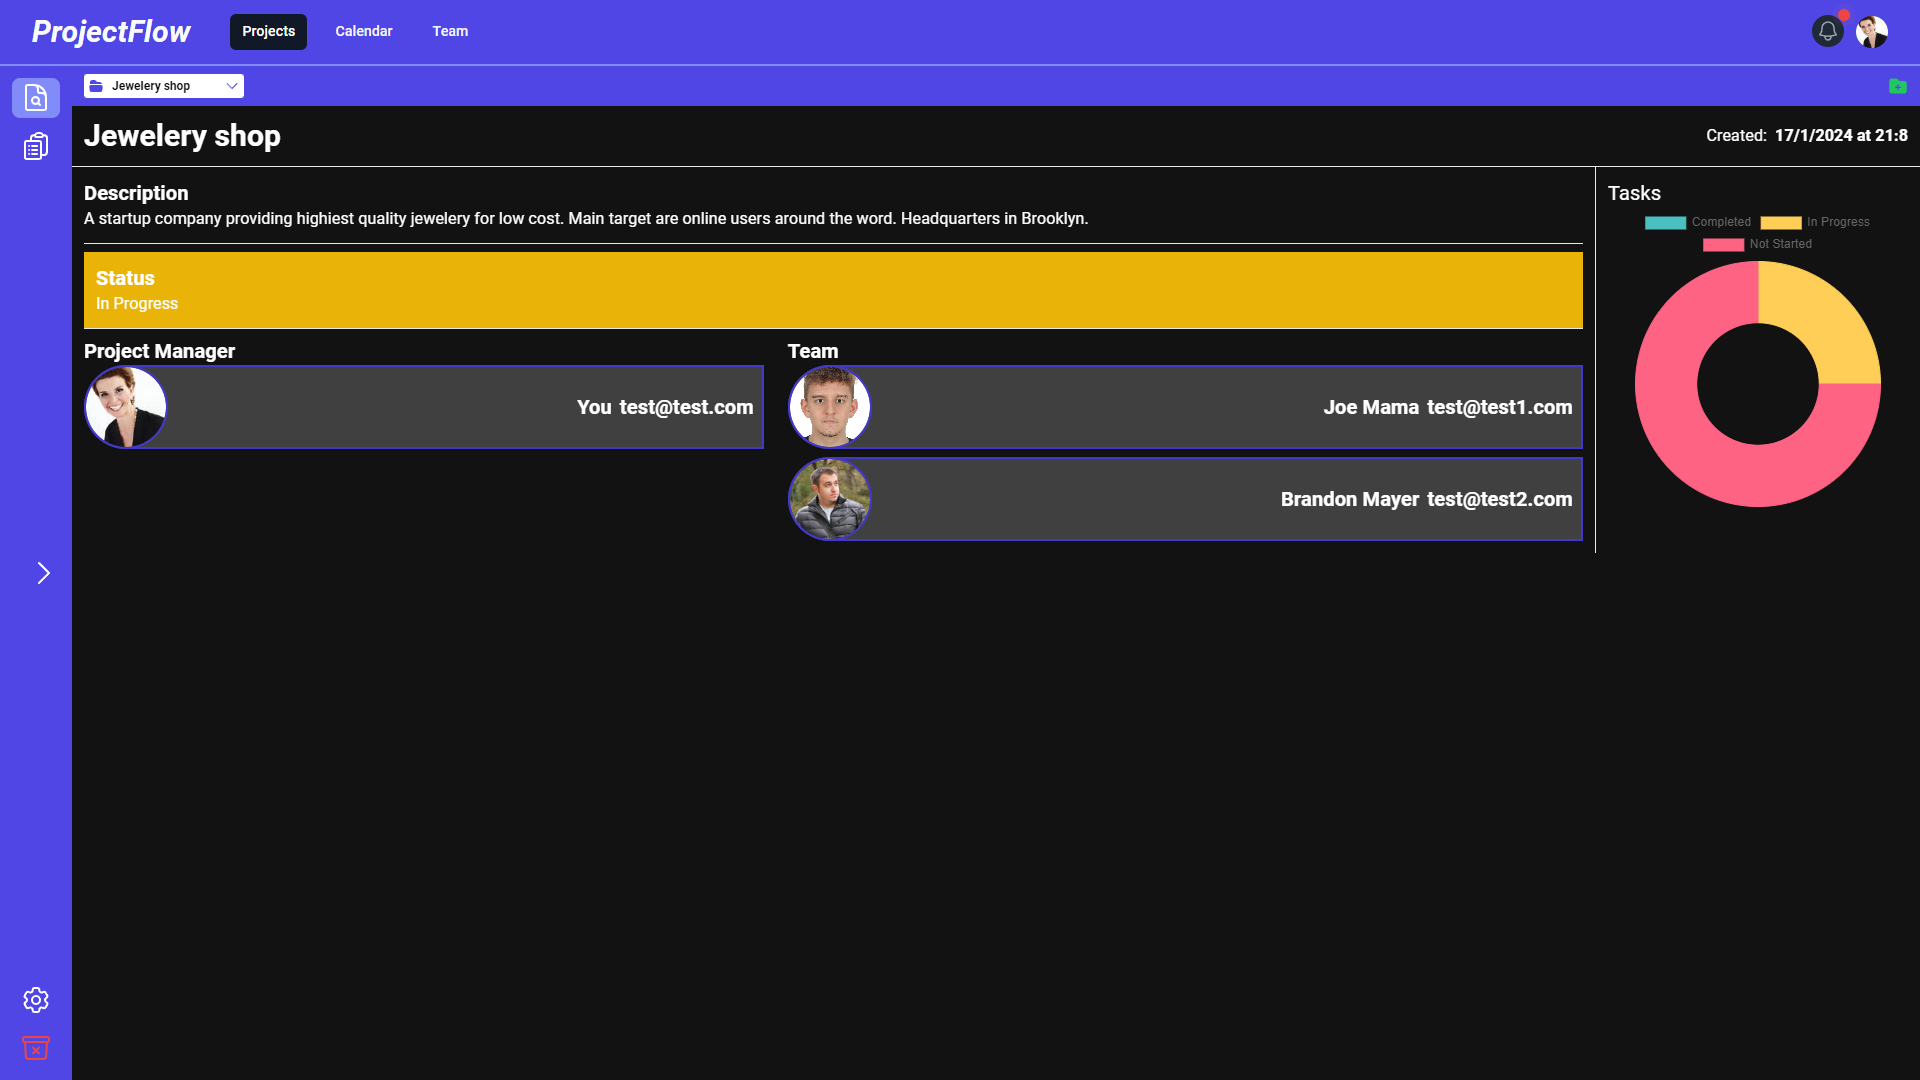 ProjectFlow
Projects
Calendar
Team
Jewelery shop
Jewelery shop
Created: 17/1/2024 at 21:8
Description
A startup company providing highiest quality jewelery for low cost. Main target are online users around the word. Headquarters in Brooklyn.
Status
In Progress
Project Manager
You test@test.com
Team
Joe Mama test@test1.com
Brandon Mayer test@test2.com
Tasks
Completed
In Progress
Not Started